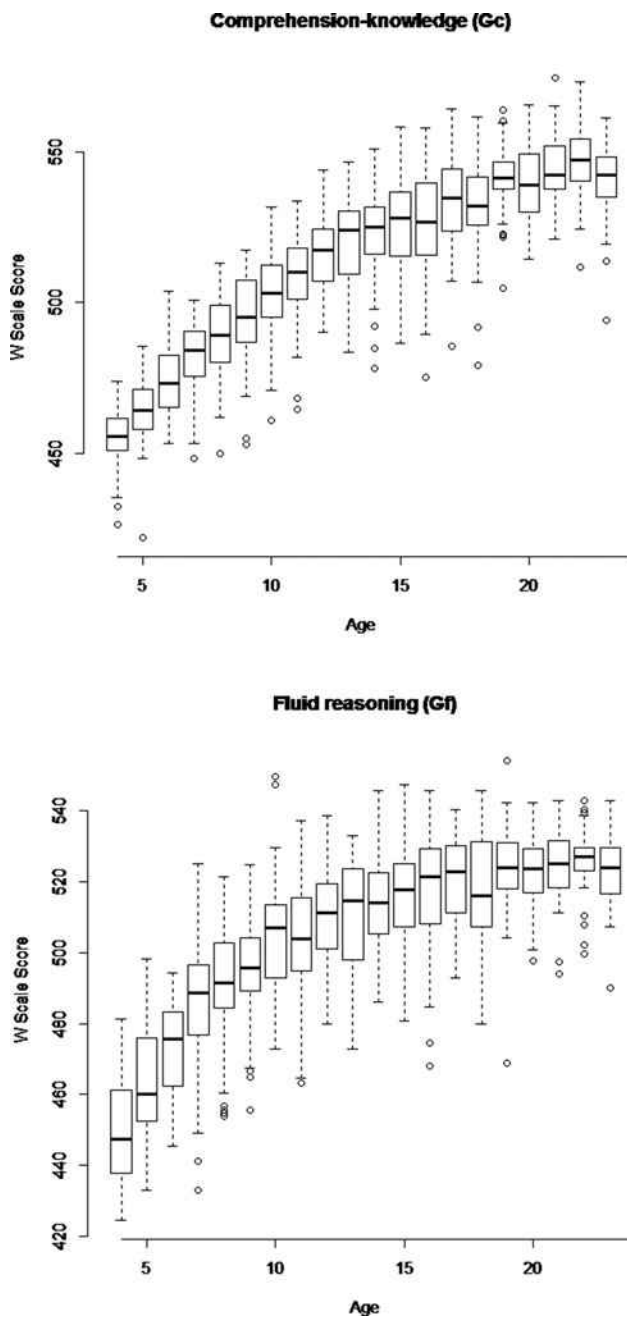 Comprehension-knowledge (Gc)
W Scale Score
550
500
450
5 10 15 20
Age
Fluid reasoning (Gf)
W Scale Score
540
520
500
480
460
440
420
5 10 15 20
Age